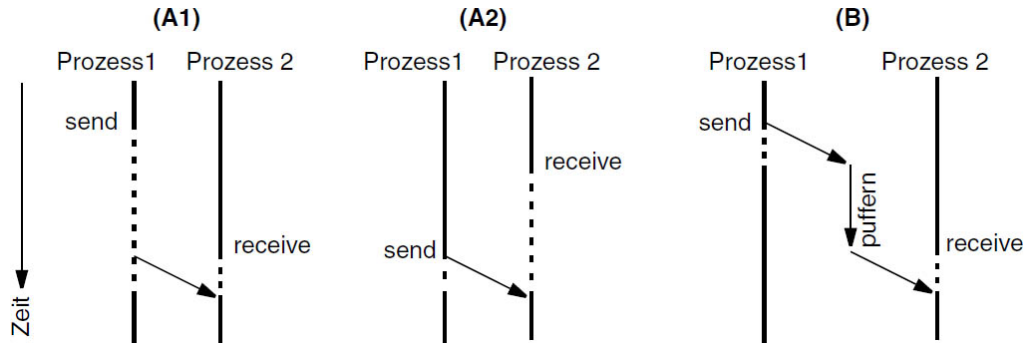 (A1)
(A2)
(B)
Prozess1 Prozess 2
Prozess1 Prozess 2
Prozess1 Prozess 2
send
receive
Zeit
receive
send
send
puffern
receive